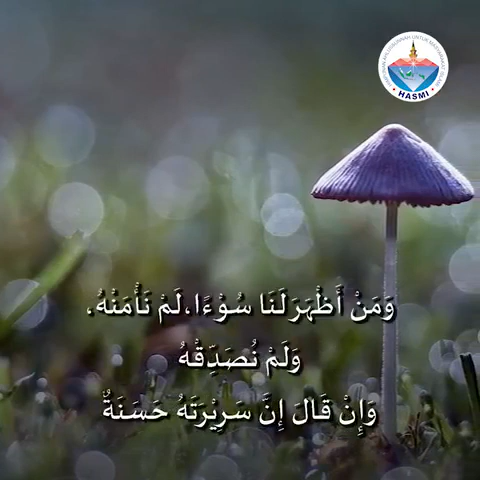 HASMI
وَمَنْ أَظْهَرَ لَنَا سُوْءًا، لَمْ نَأْمَنْهُ،
وَلَمْ نُصَدِّقْهُ
وَإِنْ قَالَ إِنَّ سَرِيْرَتَهُ حَسَنَةٌ